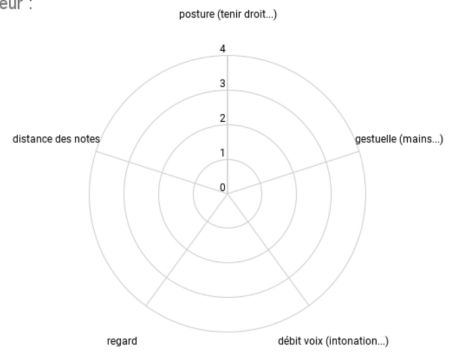 eur :
posture (tenir droit...)
4
3
2
1
0
distance des notes
gestuelle (mains...)
regard
débit voix (intonation...)